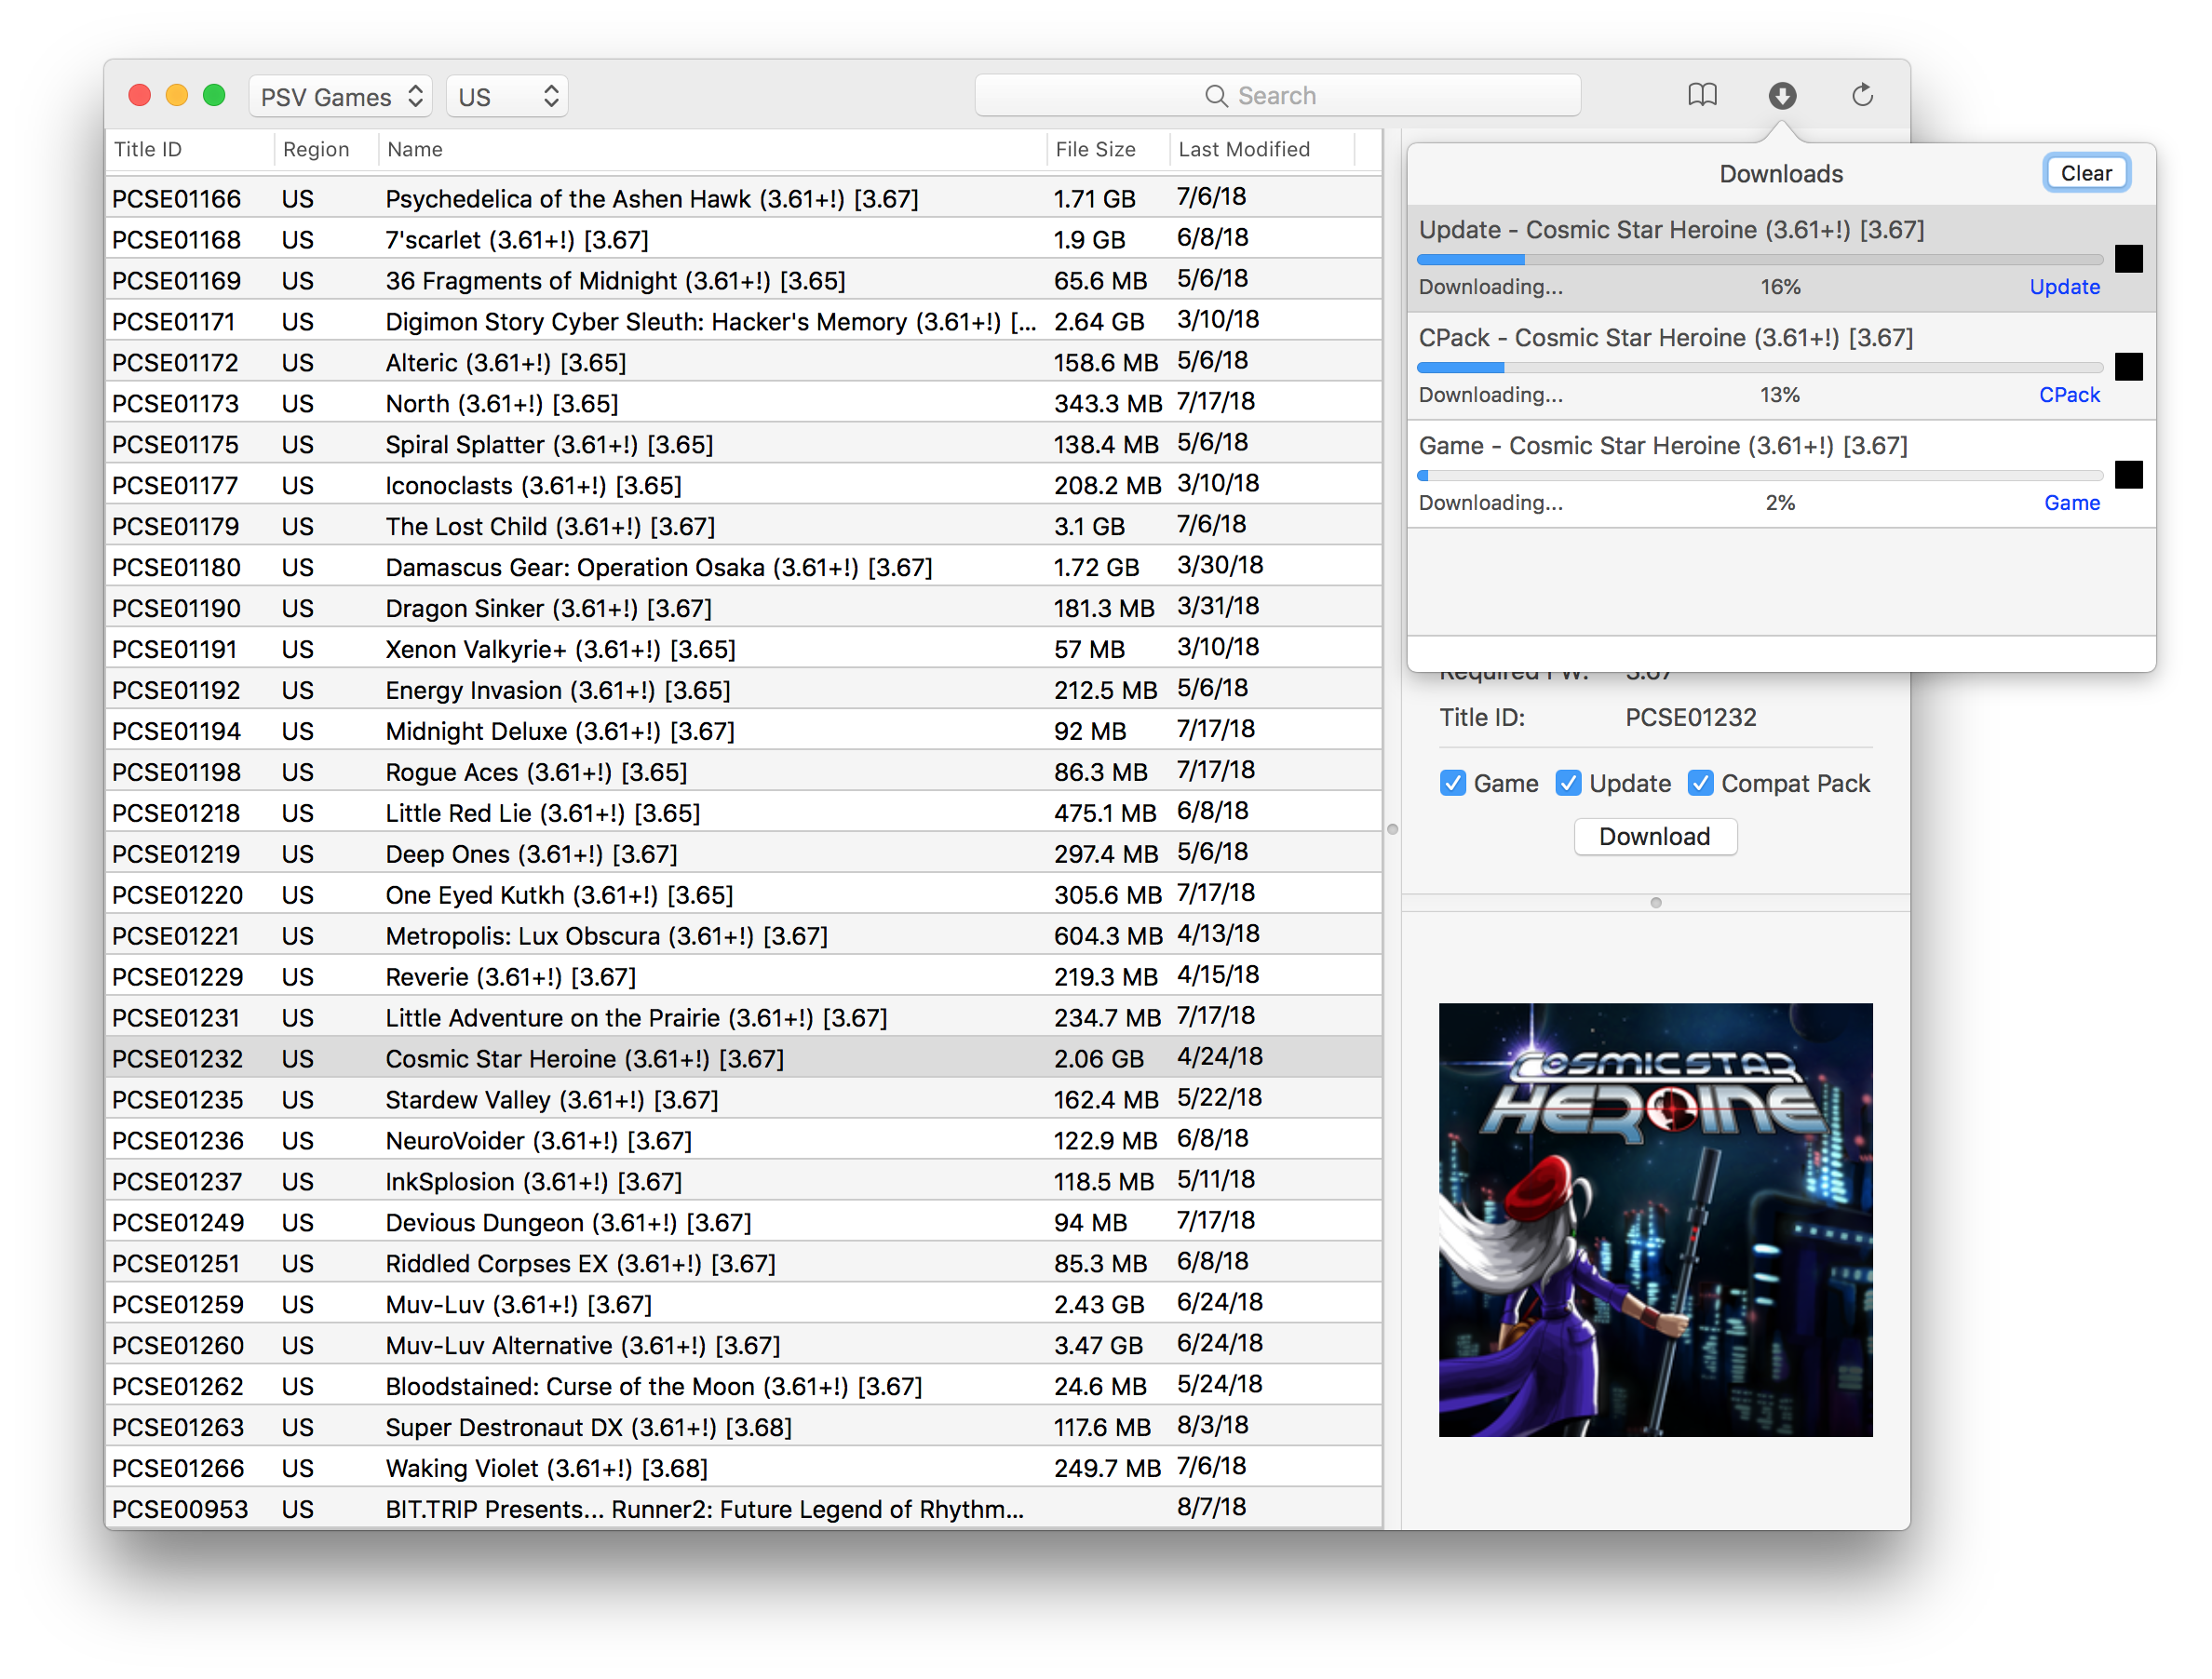 PSV Games US Search
Title ID Region Name File Size Last Modified
PCSE01166 US Psychedelica of the Ashen Hawk (3.61+!) [3.67] 1.71 GB 7/6/18
PCSE01168 US 7'scarlet (3.61+!) [3.67] 1.9 GB 6/8/18
PCSE01169 US 36 Fragments of Midnight (3.61+!) [3.65] 65.6 MB 5/6/18
PCSE01171 US Digimon Story Cyber Sleuth: Hacker's Memory (3.61+!) [... 2.64 GB 3/10/18
PCSE01172 US Alteric (3.61+!) [3.65] 158.6 MB 5/6/18
PCSE01173 US North (3.61+!) [3.65] 343.3 MB 7/17/18
PCSE01175 US Spiral Splatter (3.61+!) [3.65] 138.4 MB 5/6/18
PCSE01177 US Iconoclasts (3.61+!) [3.65] 208.2 MB 3/10/18
PCSE01179 US The Lost Child (3.61+!) [3.67] 3.1 GB 7/6/18
PCSE01180 US Damascus Gear: Operation Osaka (3.61+!) [3.67] 1.72 GB 3/30/18
PCSE01190 US Dragon Sinker (3.61+!) [3.67] 181.3 MB 3/31/18
PCSE01191 US Xenon Valkyrie+ (3.61+!) [3.65] 57 MB 3/10/18
PCSE01192 US Energy Invasion (3.61+!) [3.65] 212.5 MB 5/6/18
PCSE01194 US Midnight Deluxe (3.61+!) [3.67] 92 MB 7/17/18
PCSE01198 US Rogue Aces (3.61+!) [3.65] 86.3 MB 7/17/18
PCSE01218 US Little Red Lie (3.61+!) [3.65] 475.1 MB 6/8/18
PCSE01219 US Deep Ones (3.61+!) [3.67] 297.4 MB 5/6/18
PCSE01220 US One Eyed Kutkh (3.61+!) [3.65] 305.6 MB 7/17/18
PCSE01221 US Metropolis: Lux Obscura (3.61+!) [3.67] 604.3 MB 4/13/18
PCSE01229 US Reverie (3.61+!) [3.67] 219.3 MB 4/15/18
PCSE01231 US Little Adventure on the Prairie (3.61+!) [3.67] 234.7 MB 7/17/18
PCSE01232 US Cosmic Star Heroine (3.61+!) [3.67] 2.06 GB 4/24/18
PCSE01235 US Stardew Valley (3.61+!) [3.67] 162.4 MB 5/22/18
PCSE01236 US NeuroVoider (3.61+!) [3.67] 122.9 MB 6/8/18
PCSE01237 US InkSplosion (3.61+!) [3.67] 118.5 MB 5/11/18
PCSE01249 US Devious Dungeon (3.61+!) [3.67] 94 MB 7/17/18
PCSE01251 US Riddled Corpses EX (3.61+!) [3.67] 85.3 MB 6/8/18
PCSE01259 US Muv-Luv (3.61+!) [3.67] 2.43 GB 6/24/18
PCSE01260 US Muv-Luv Alternative (3.61+!) [3.67] 3.47 GB 6/24/18
PCSE01262 US Bloodstained: Curse of the Moon (3.61+!) [3.67] 24.6 MB 5/24/18
PCSE01263 US Super Destronaut DX (3.61+!) [3.68] 117.6 MB 8/3/18
PCSE01266 US Waking Violet (3.61+!) [3.68] 249.7 MB 7/6/18
PCSE00953 US BIT.TRIP Presents... Runner2: Future Legend of Rhythm... 8/7/18
Downloads Clear
Update - Cosmic Star Heroine (3.61+!) [3.67]
Downloading... 16% Update
CPack - Cosmic Star Heroine (3.61+!) [3.67]
Downloading... 13% CPack
Game - Cosmic Star Heroine (3.61+!) [3.67]
Downloading... 2% Game
Required FW: 3.67
Title ID: PCSE01232
Game Update Compat Pack
Download
COSMIC STAR
HEROINE